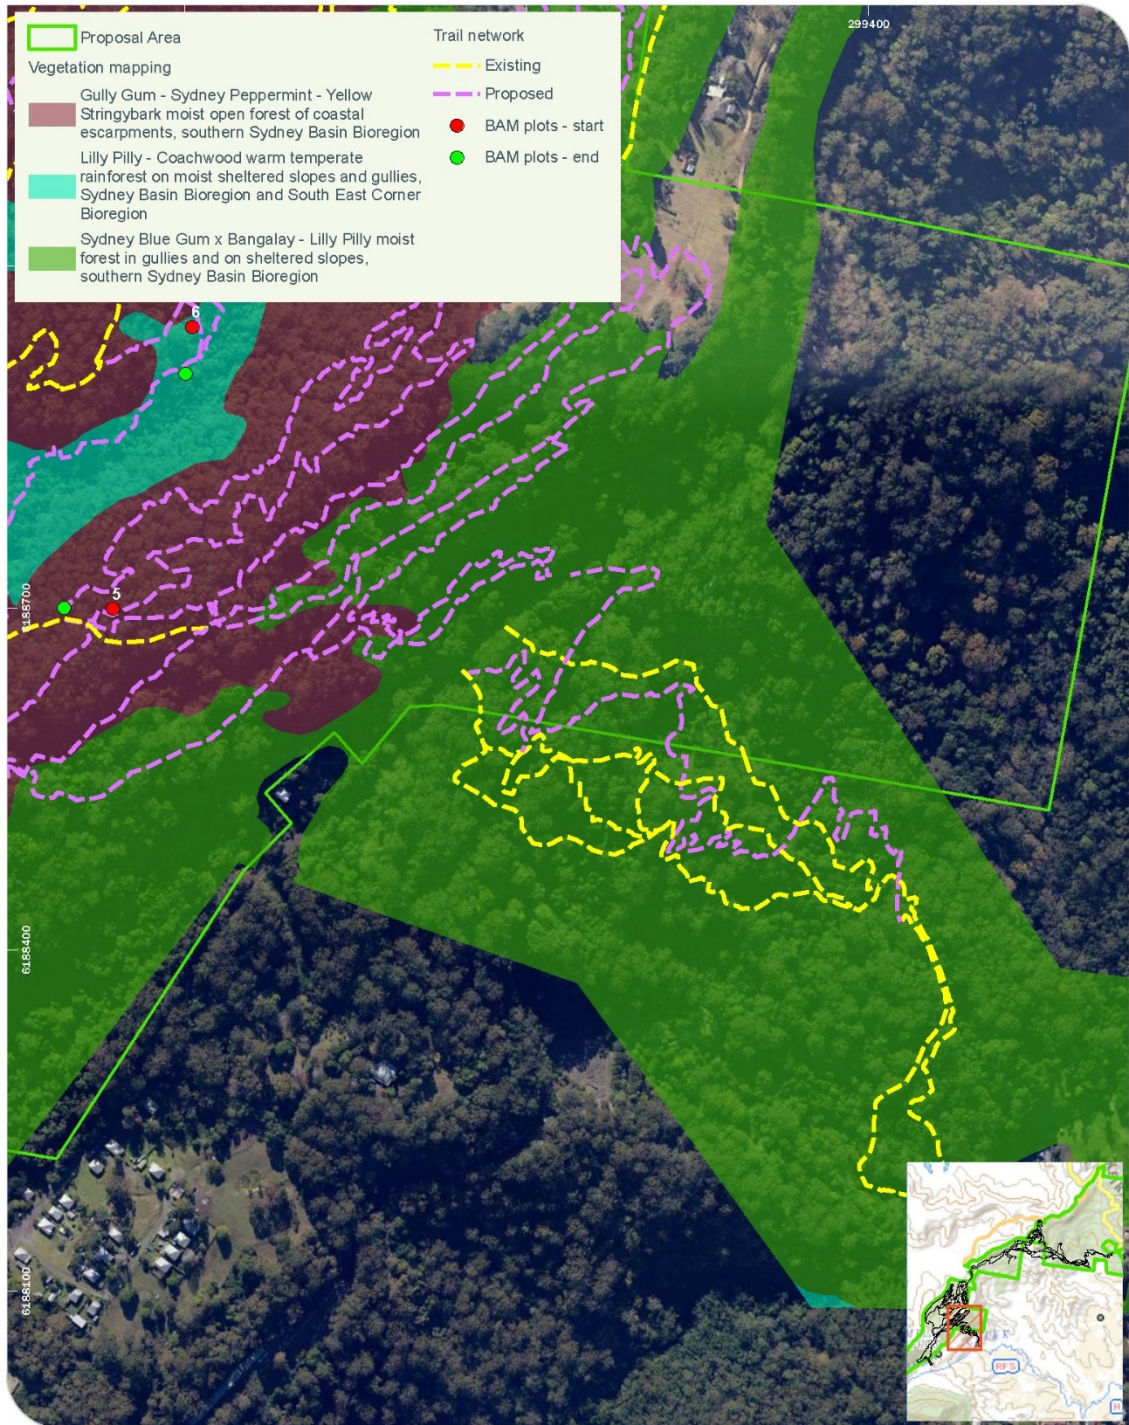 Proposal Area
Vegetation mapping
Gully Gum - Sydney Peppermint - Yellow
Stringybark moist open forest of coastal
escarpments, southern Sydney Basin Bioregion
Lilly Pilly - Coachwood warm temperate
rainforest on moist sheltered slopes and gullies,
Sydney Basin Bioregion and South East Corner
Bioregion
Sydney Blue Gum x Bangalay - Lilly Pilly moist
forest in gullies and on sheltered slopes,
southern Sydney Basin Bioregion
Trail network
Existing
Proposed
BAM plots - start
BAM plots - end
299400
6
5
6188700
6188400
6188100
RFS
H